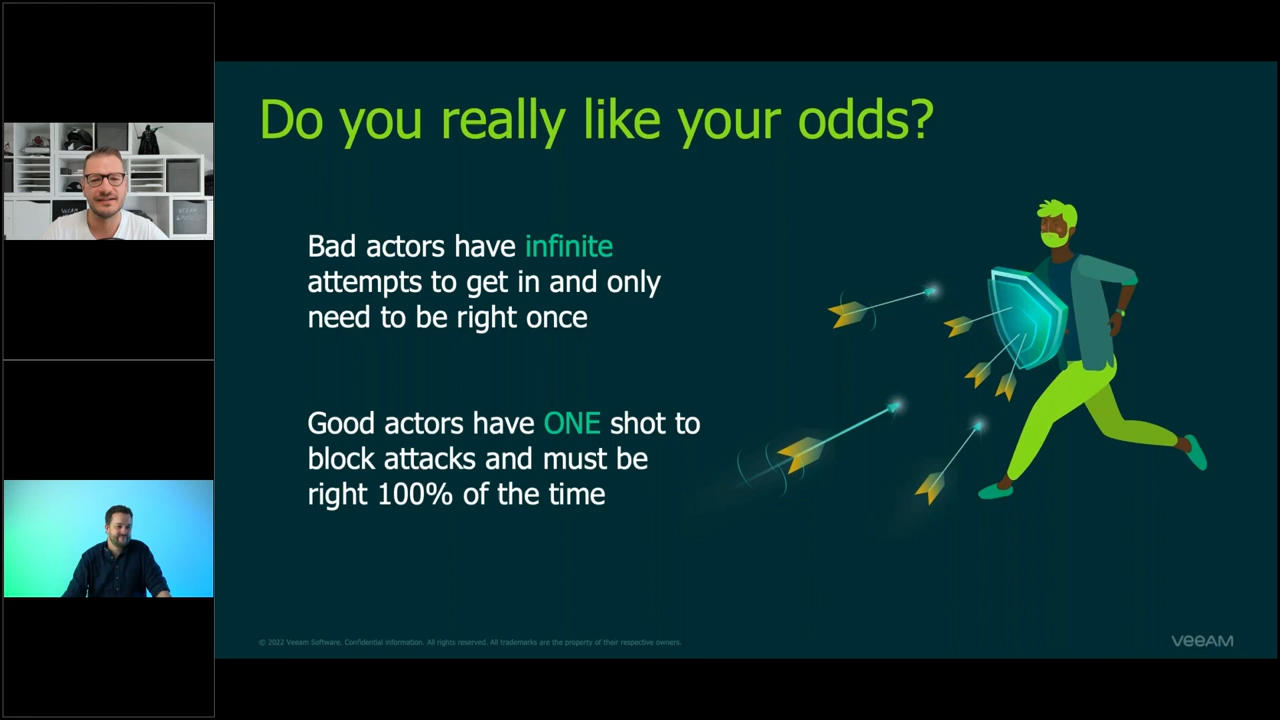 Do you really like your odds?
Bad actors have infinite
attempts to get in and only
need to be right once
Good actors have ONE shot to
block attacks and must be
right 100% of the time
© 2022 Veeam Software. Confidential information. All rights reserved. All trademarks are the property of their respective owners.
VEEAM